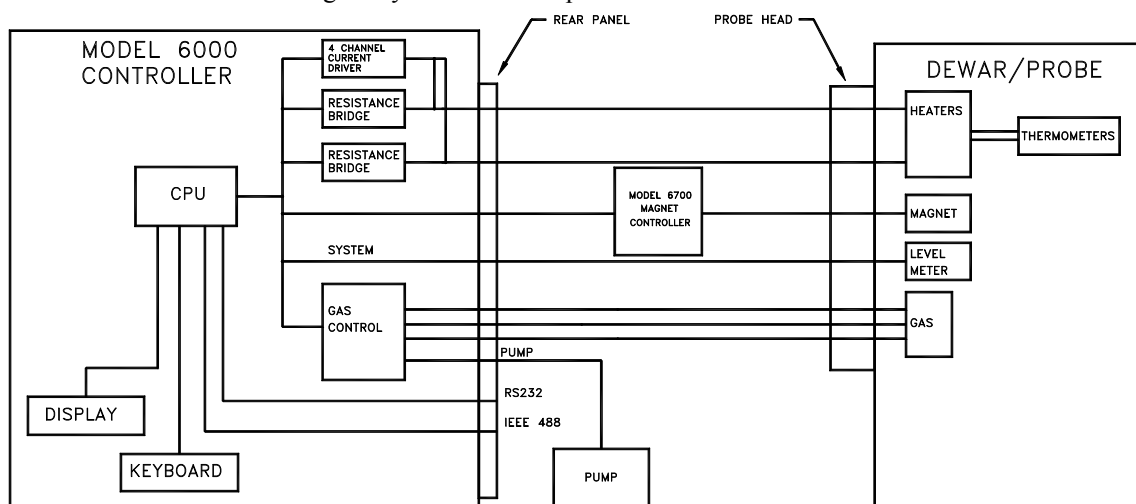 REAR PANEL
PROBE HEAD
MODEL 6000
CONTROLLER
4 CHANNEL
CURRENT
DRIVER
RESISTANCE
BRIDGE
RESISTANCE
BRIDGE
CPU
SYSTEM
GAS
CONTROL
DISPLAY
KEYBOARD
PUMP
RS232
IEEE 488
PUMP
MODEL 6700
MAGNET
CONTROLLER
DEWAR/PROBE
HEATERS
THERMOMETERS
MAGNET
LEVEL
METER
GAS